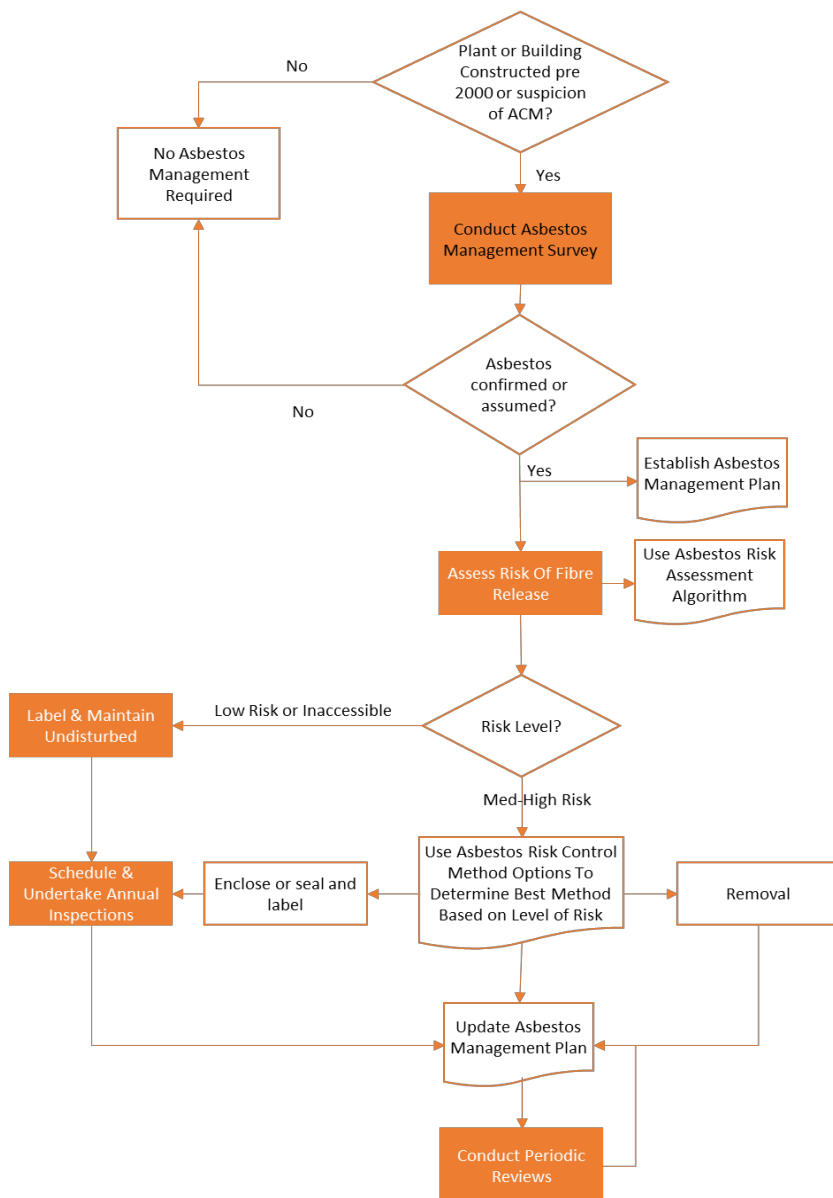 Plant or Building
Constructed pre
2000 or suspicion
of ACM?
No
No Asbestos
Management
Required
Yes
Conduct Asbestos
Management Survey
Asbestos
confirmed or
assumed?
No
Yes
Establish Asbestos
Management Plan
Assess Risk Of Fibre
Release
Use Asbestos Risk
Assessment
Algorithm
Label & Maintain
Undisturbed
Low Risk or Inaccessible
Risk Level?
Med-High Risk
Schedule &
Undertake Annual
Inspections
Enclose or seal and
label
Use Asbestos Risk Control
Method Options To
Determine Best Method
Based on Level of Risk
Removal
Update Asbestos
Management Plan
Conduct Periodic
Reviews